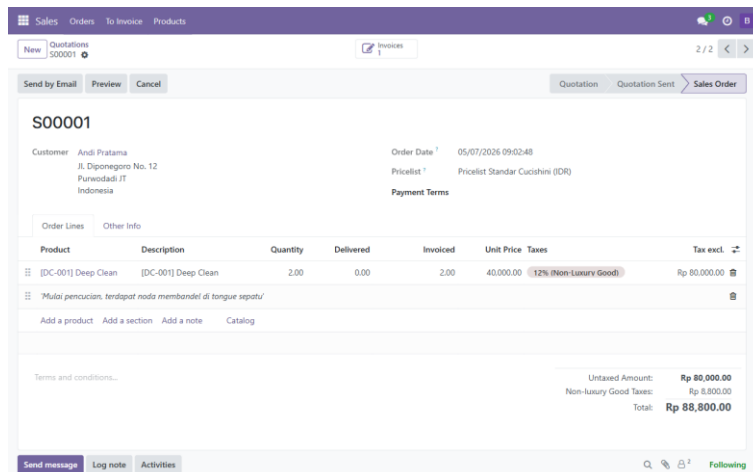 Sales Orders To Invoice Products 3 B
New Quotations S00001 Invoices 1 2 / 2
Send by Email Preview Cancel Quotation Quotation Sent Sales Order
S00001
Customer Andi Pratama Order Date ? 05/07/2026 09:02:48
Jl. Diponegoro No. 12
Pricelist ? Pricelist Standar Cucishini (IDR)
Purwodadi JT
Indonesia
Payment Terms
Order Lines Other Info
Product Description Quantity Delivered Invoiced Unit Price Taxes Tax excl.
[DC-001] Deep Clean [DC-001] Deep Clean 2.00 0.00 2.00 40,000.00 12% (Non-Luxury Good) Rp 80,000.00
'Mulai pencucian, terdapat noda membandel di tongue sepatu'
Add a product Add a section Add a note Catalog
Terms and conditions...
Untaxed Amount: Rp 80,000.00
Non-luxury Good Taxes: Rp 8,800.00
Total: Rp 88,800.00
Send message Log note Activities 2 Following